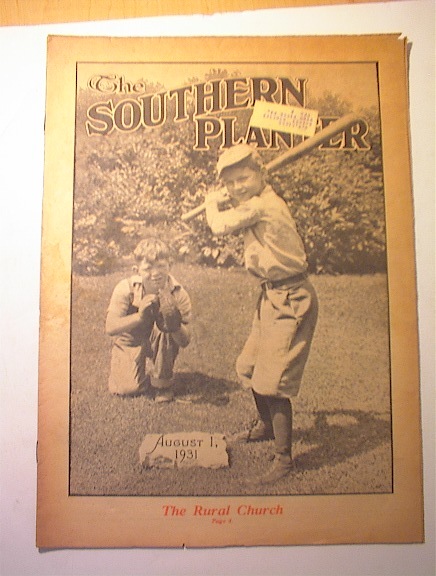 The
SOUTHERN
PLANTER
AUGUST 1,
1931
The Rural Church
Page 4